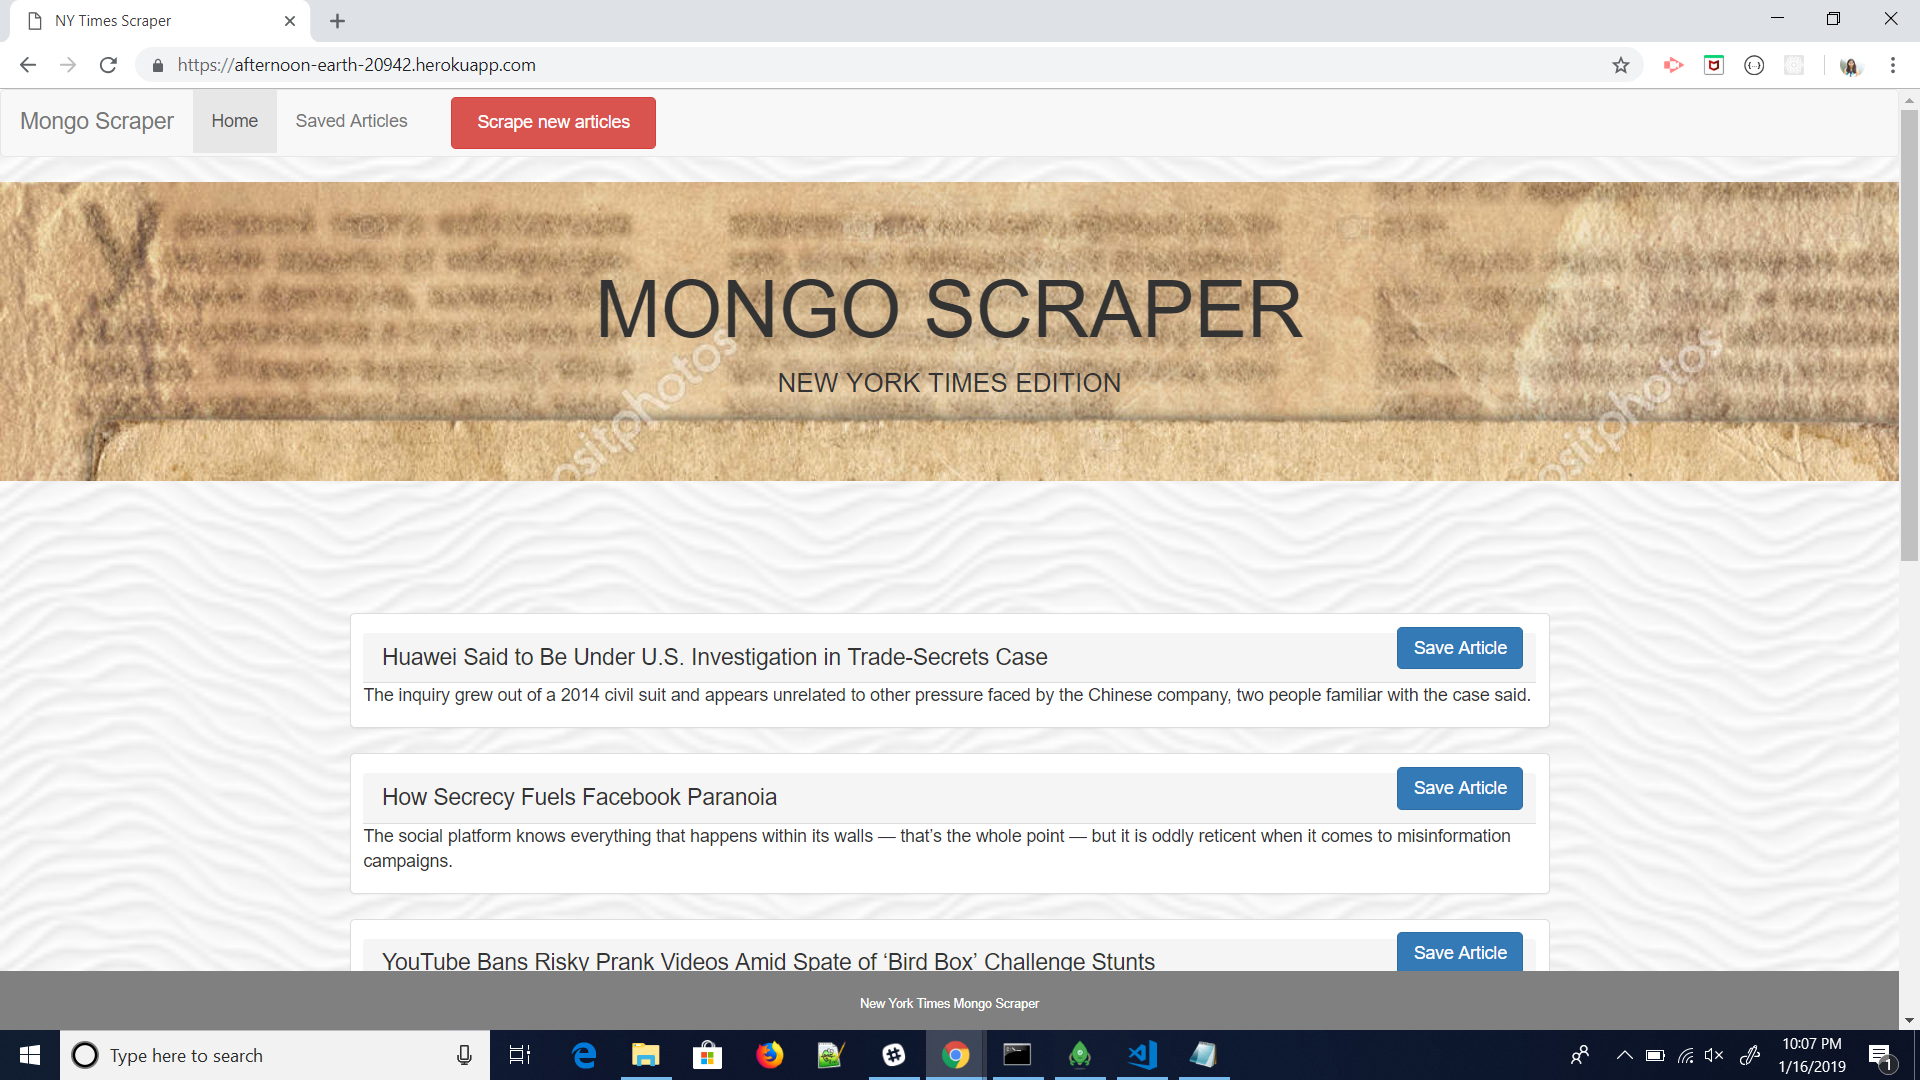 NY Times Scraper
https://afternoon-earth-20942.herokuapp.com
Mongo Scraper
Home
Saved Articles
Scrape new articles
MONGO SCRAPER
NEW YORK TIMES EDITION
ositphotos
ositphotos
Huawei Said to Be Under U.S. Investigation in Trade-Secrets Case
Save Article
The inquiry grew out of a 2014 civil suit and appears unrelated to other pressure faced by the Chinese company, two people familiar with the case said.
How Secrecy Fuels Facebook Paranoia
Save Article
The social platform knows everything that happens within its walls — that’s the whole point — but it is oddly reticent when it comes to misinformation
campaigns.
YouTube Bans Risky Prank Videos Amid Spate of ‘Bird Box’ Challenge Stunts
Save Article
New York Times Mongo Scraper
Type here to search
10:07 PM
1/16/2019
1